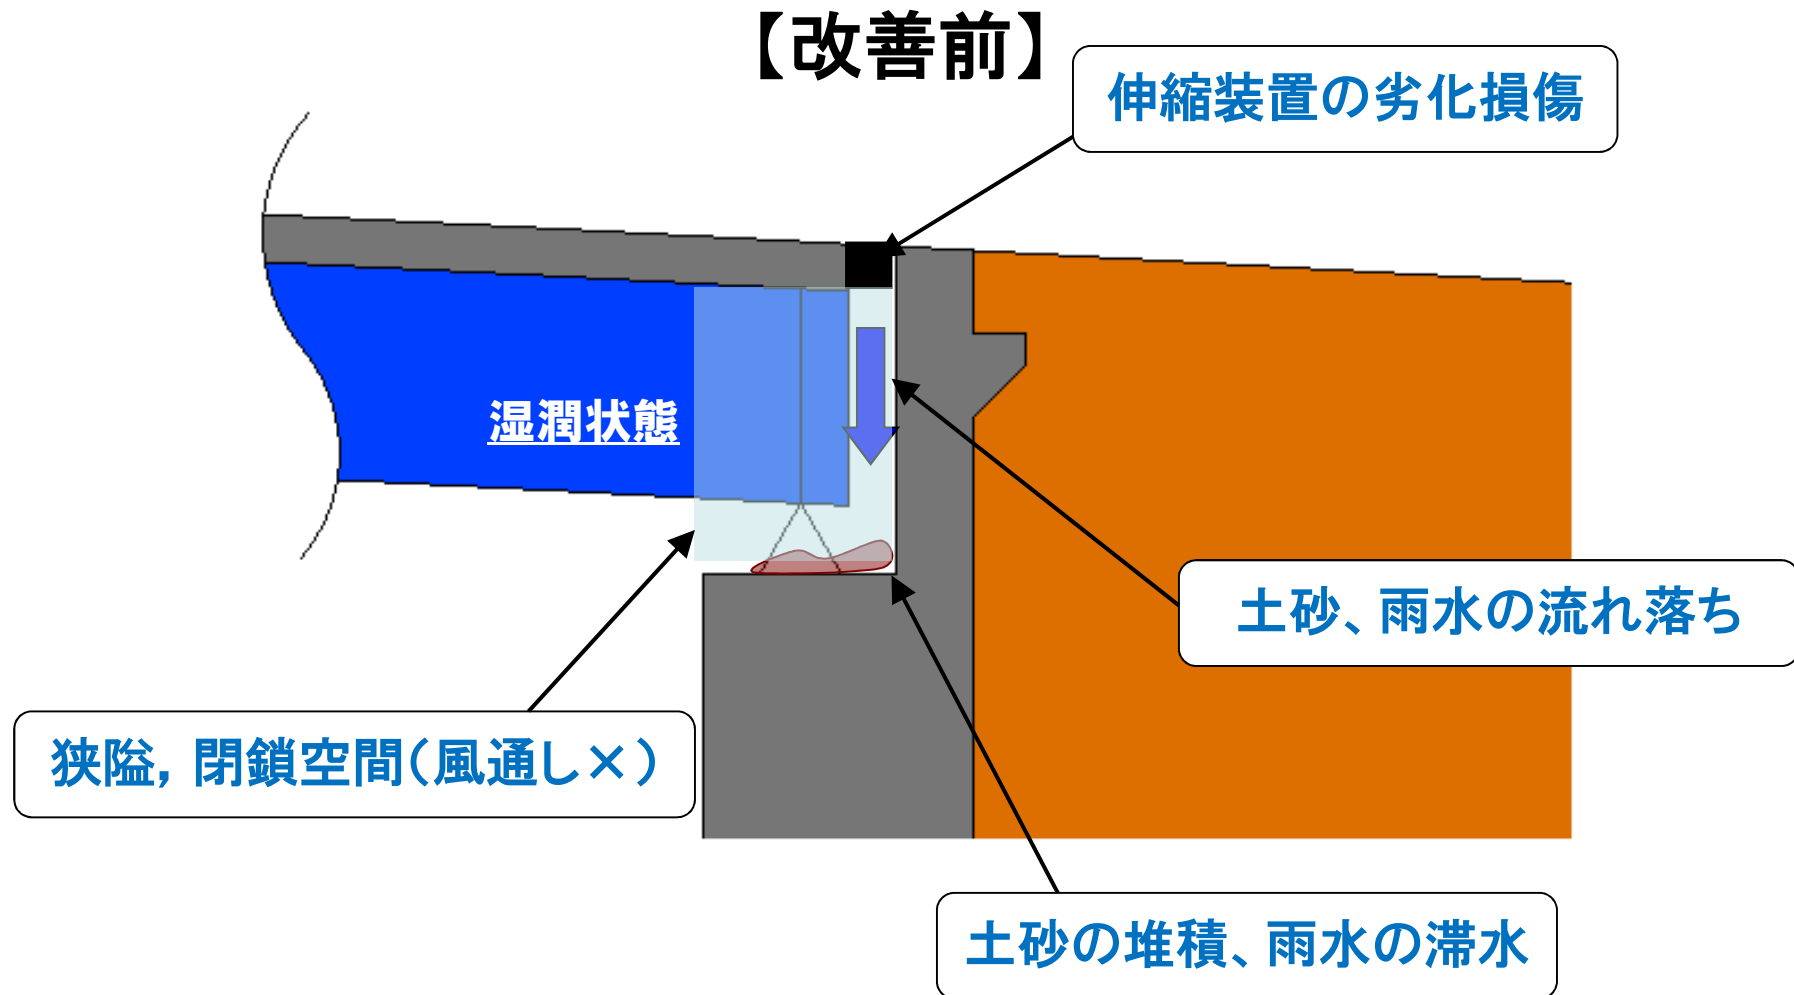 【改善前】
伸縮装置の劣化損傷
湿潤状態
土砂、雨水の流れ落ち
狭隘，閉鎖空間（風通し×）
土砂の堆積、雨水の滞水